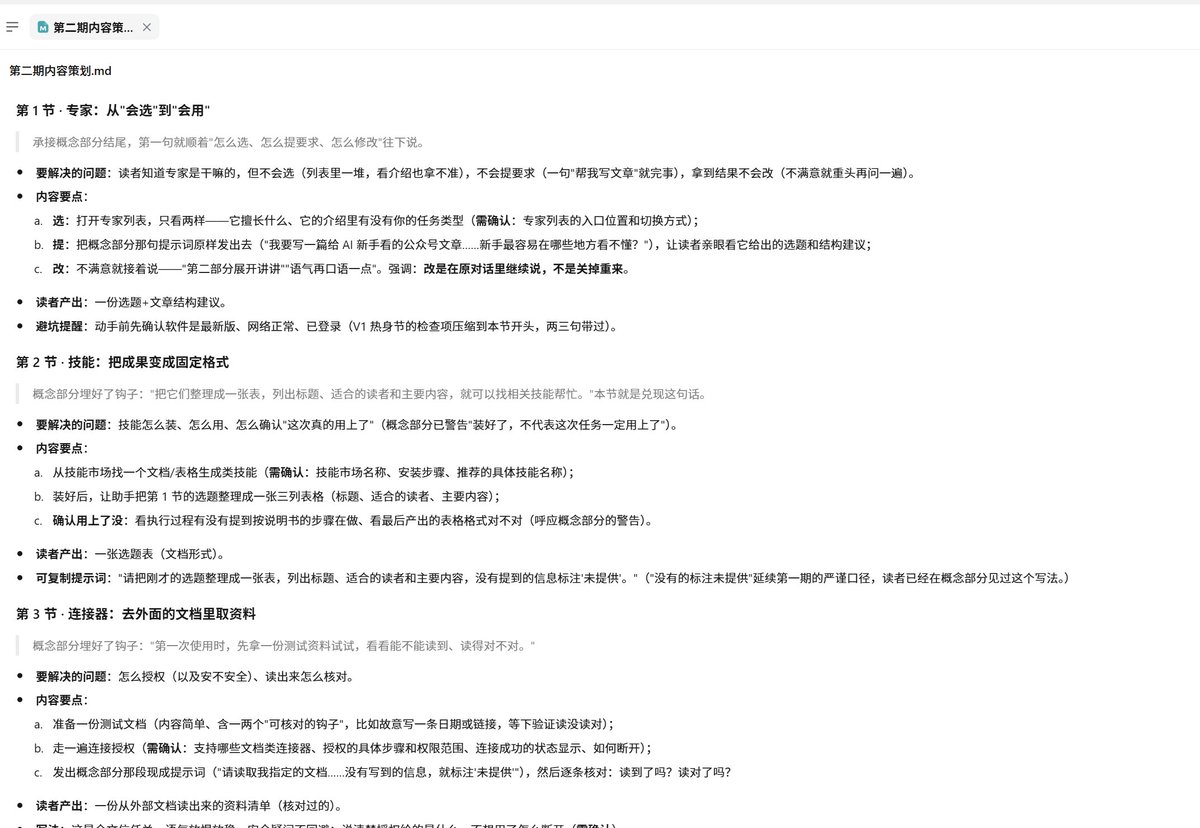 第二期内容策...
第二期内容策划.md
第 1 节 · 专家：从"会选"到"会用"
承接概念部分结尾，第一句就顺着"怎么选、怎么提要求、怎么修改"往下说。
• 要解决的问题：读者知道专家是干嘛的，但不会选（列表里一堆，看介绍也拿不准），不会提要求（一句"帮我写文章"就完事），拿到结果不会改（不满意就重头再问一遍）。
• 内容要点：
a. 选：打开专家列表，只看两样——它擅长什么、它的介绍里有没有你的任务类型（需确认：专家列表的入口位置和切换方式）；
b. 提：把概念部分那句提示词原样发出去（"我要写一篇给 AI 新手看的公众号文章……新手最容易在哪些地方看不懂？"），让读者亲眼看它给出的选题和结构建议；
c. 改：不满意就接着说——"第二部分展开讲讲""语气再口语一点"。强调：改是在原对话里继续说，不是关掉重来。
• 读者产出：一份选题+文章结构建议。
• 避坑提醒：动手前先确认软件是最新版、网络正常、已登录（V1 热身节的检查项压缩到本节开头，两三句带过）。
第 2 节 · 技能：把成果变成固定格式
概念部分埋好了钩子："把它们整理成一张表，列出标题、适合的读者和主要内容，就可以找相关技能帮忙。"本节就是兑现这句话。
• 要解决的问题：技能怎么装、怎么用、怎么确认"这次真的用上了"（概念部分已警告"装好了，不代表这次任务一定用上了"）。
• 内容要点：
a. 从技能市场找一个文档/表格生成类技能（需确认：技能市场名称、安装步骤、推荐的具体技能名称）；
b. 装好后，让助手把第 1 节的选题整理成一张三列表格（标题、适合的读者、主要内容）；
c. 确认用上了没：看执行过程有没有提到按说明书的步骤在做、看最后产出的表格格式对不对（呼应概念部分的警告）。
• 读者产出：一张选题表（文档形式）。
• 可复制提示词："请把刚才的选题整理成一张表，列出标题、适合的读者和主要内容，没有提到的信息标注'未提供'。"（"没有的标注未提供"延续第一期的严谨口径，读者已经在概念部分见过这个写法。）
第 3 节 · 连接器：去外面的文档里取资料
概念部分埋好了钩子："第一次使用时，先拿一份测试资料试试，看看能不能读到、读得对不对。"
• 要解决的问题：怎么授权（以及安不安全）、读出来怎么核对。
• 内容要点：
a. 准备一份测试文档（内容简单、含一两个"可核对的钩子"，比如故意写一条日期或链接，等下验证读没读对）；
b. 走一遍连接授权（需确认：支持哪些文档类连接器、授权的具体步骤和权限范围、连接成功的状态显示、如何断开）；
c. 发出概念部分那段现成提示词（"请读取我指定的文档……没有写到的信息，就标注'未提供'"），然后逐条核对：读到了吗？读对了吗？
• 读者产出：一份从外部文档读出来的资料清单（核对过的）。